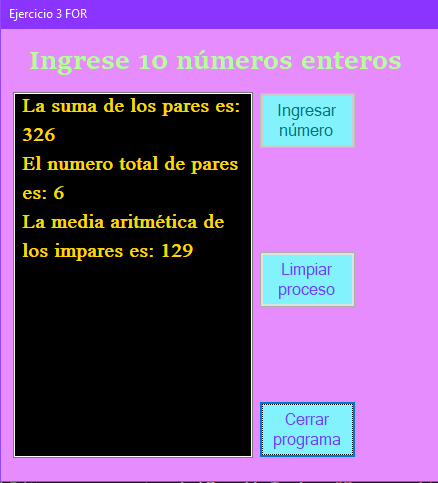 Ejercicio 3 FOR
Ingrese 10 números enteros
La suma de los pares es:
326
El numero total de pares
es: 6
La media aritmética de
los impares es: 129
Ingresar
número
Limpiar
proceso
Cerrar
programa